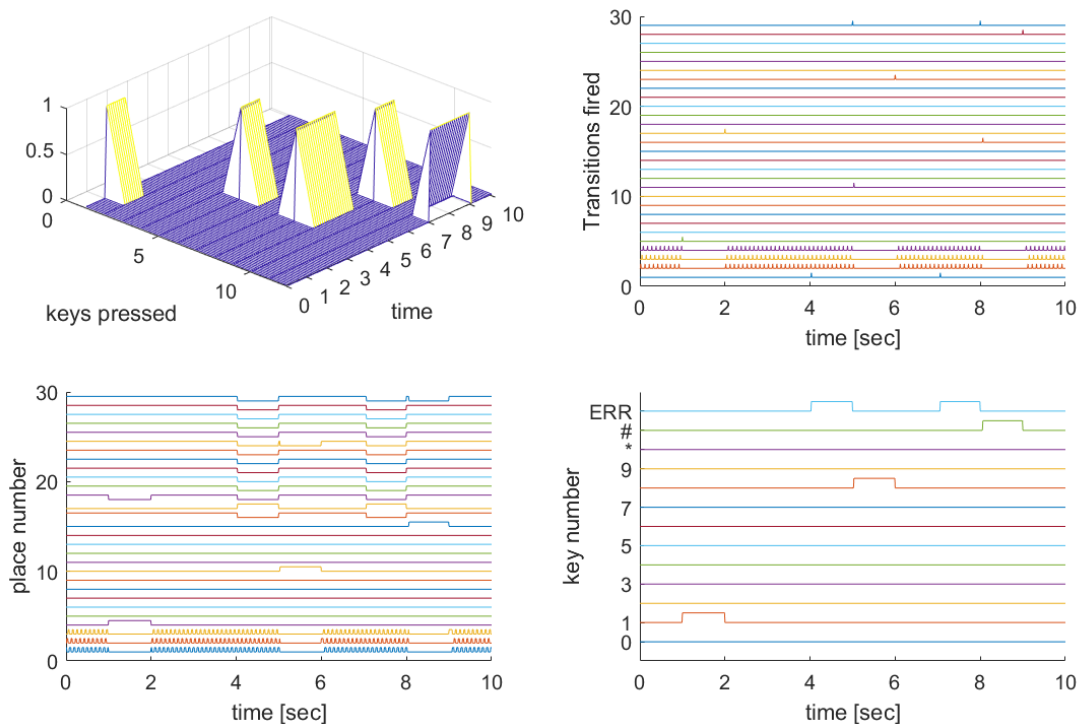 1
0.5
0
0
5
10
keys pressed
0
1
2
3
4
5
6
7
8
9
10
time
30
20
10
0
Transitions fired
0 2 4 6 8 10
time [sec]
30
20
10
0
place number
0 2 4 6 8 10
time [sec]
ERR
#
*
9
7
5
3
1
0
key number
0 2 4 6 8 10
time [sec]